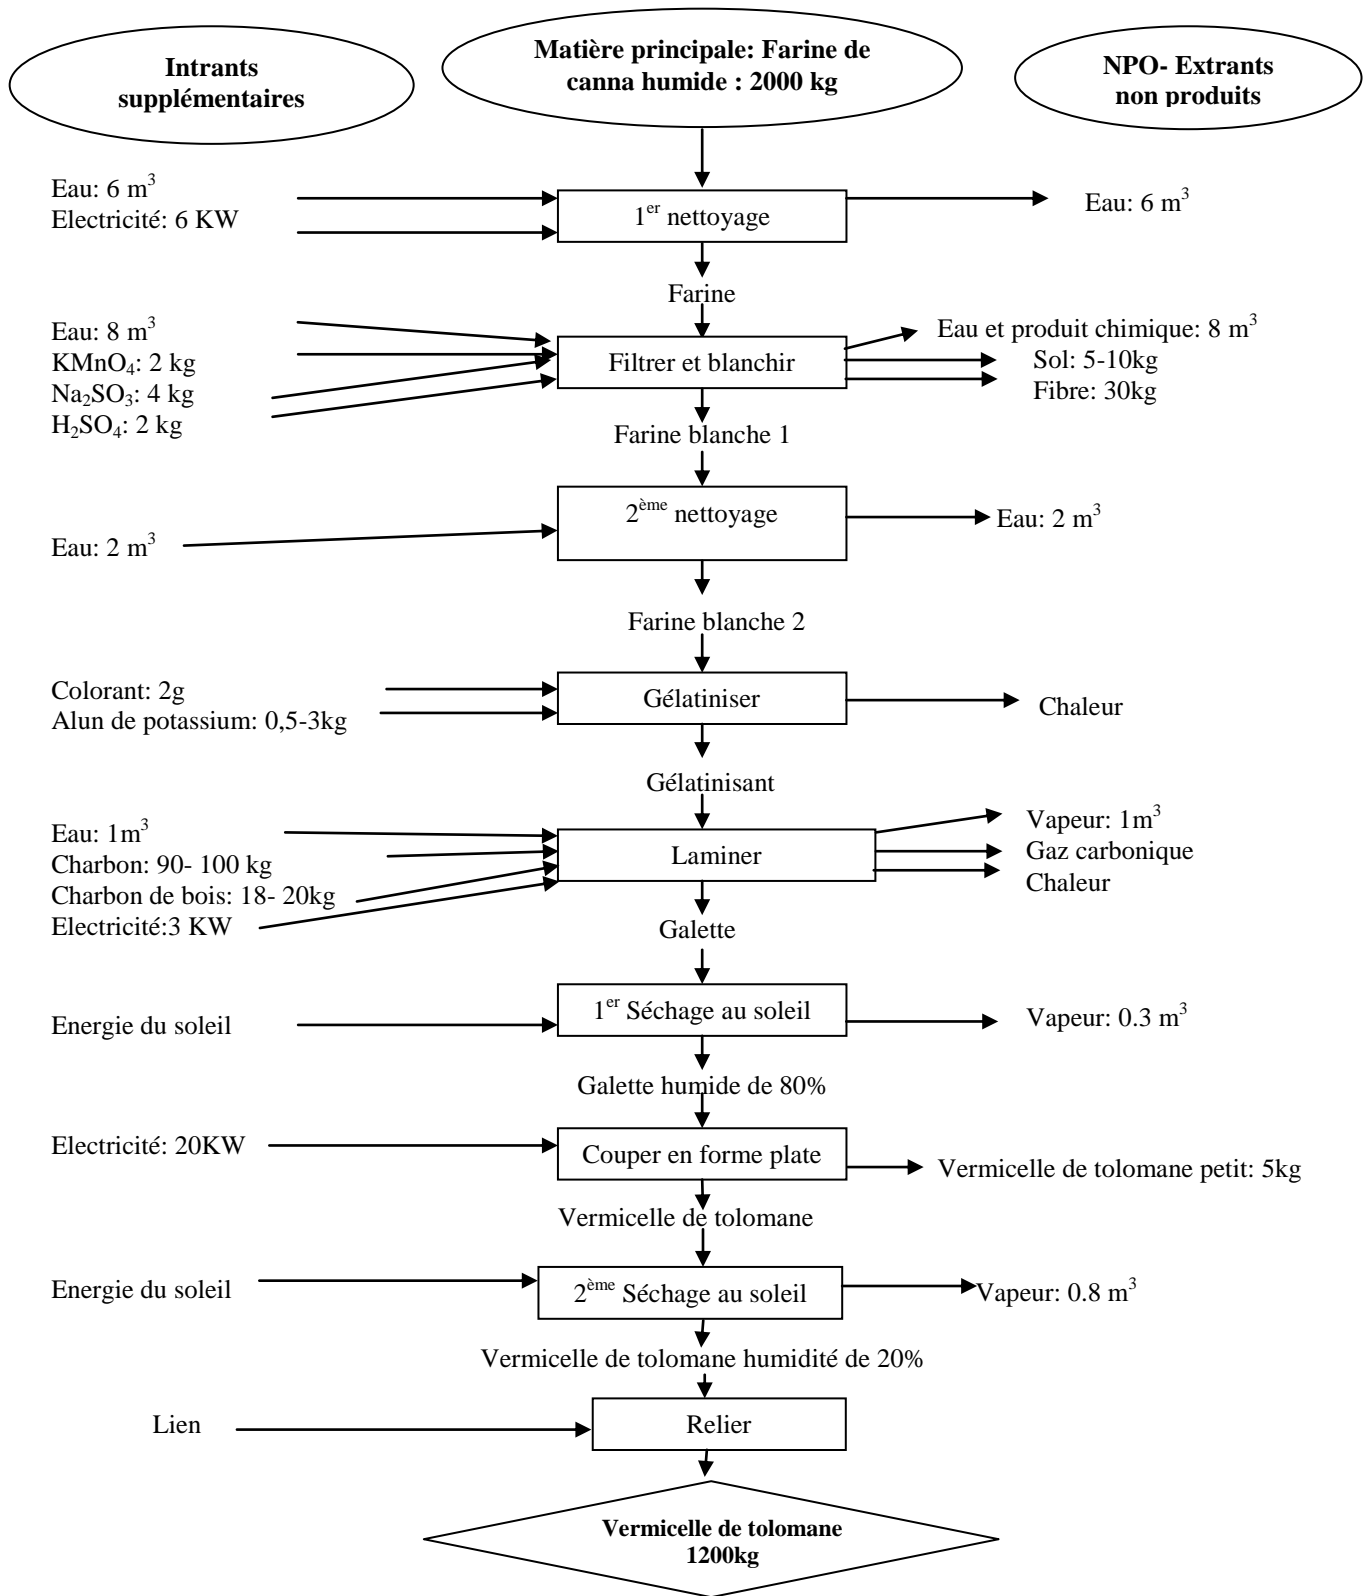 Intrants
supplémentaires
Matière principale: Farine de
canna humide : 2000 kg
NPO- Extrants
non produits
Eau: 6 m³
Electricité: 6 KW
1er nettoyage
Eau: 6 m³
Farine
Eau: 8 m³
KMnO₄: 2 kg
Na₂SO₃: 4 kg
H₂SO₄: 2 kg
Filtrer et blanchir
Eau et produit chimique: 8 m³
Sol: 5-10kg
Fibre: 30kg
Farine blanche 1
Eau: 2 m³
2ème nettoyage
Eau: 2 m³
Farine blanche 2
Colorant: 2g
Alun de potassium: 0,5-3kg
Gélatiniser
Chaleur
Gélatinisant
Eau: 1m³
Charbon: 90- 100 kg
Charbon de bois: 18- 20kg
Electricité:3 KW
Laminer
Vapeur: 1m³
Gaz carbonique
Chaleur
Galette
Energie du soleil
1er Séchage au soleil
Vapeur: 0.3 m³
Galette humide de 80%
Electricité: 20KW
Couper en forme plate
Vermicelle de tolomane petit: 5kg
Vermicelle de tolomane
Energie du soleil
2ème Séchage au soleil
Vapeur: 0.8 m³
Vermicelle de tolomane humidité de 20%
Lien
Relier
Vermicelle de tolomane
1200kg